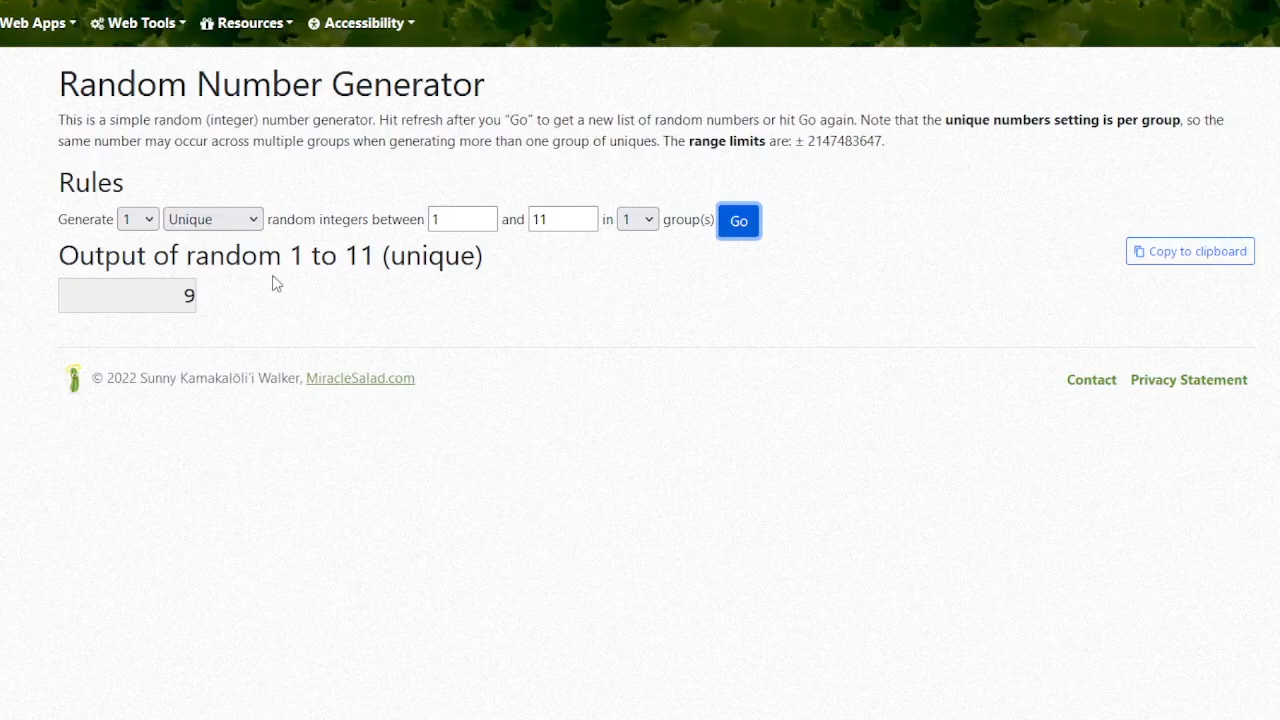 Web Apps Web Tools Resources Accessibility
Random Number Generator
This is a simple random (integer) number generator. Hit refresh after you “Go” to get a new list of random numbers or hit Go again. Note that the unique numbers setting is per group, so the
same number may occur across multiple groups when generating more than one group of uniques. The range limits are: ± 2147483647.
Rules
Generate 1 Unique random integers between 1 and 11 in 1 group(s) Go
Output of random 1 to 11 (unique)
Copy to clipboard
9
© 2022 Sunny Kamakalōliʻi Walker, MiracleSalad.com
Contact Privacy Statement